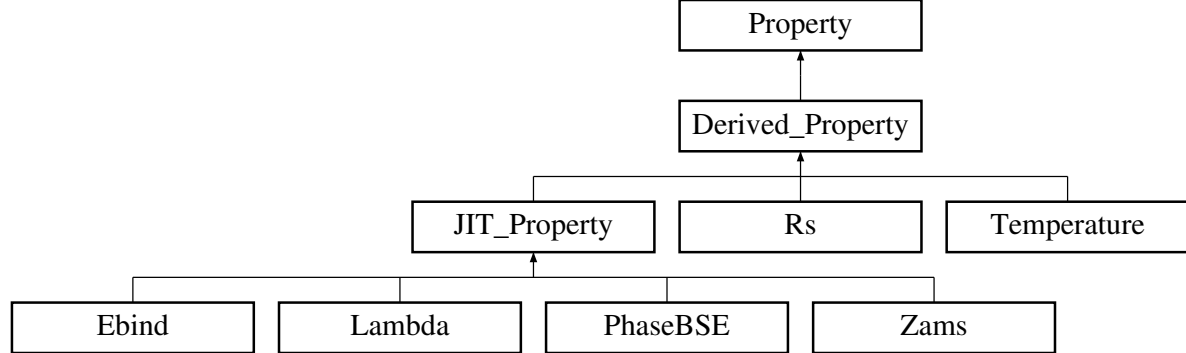 Property
Derived_Property
JIT_Property
Rs
Temperature
Ebind
Lambda
PhaseBSE
Zams